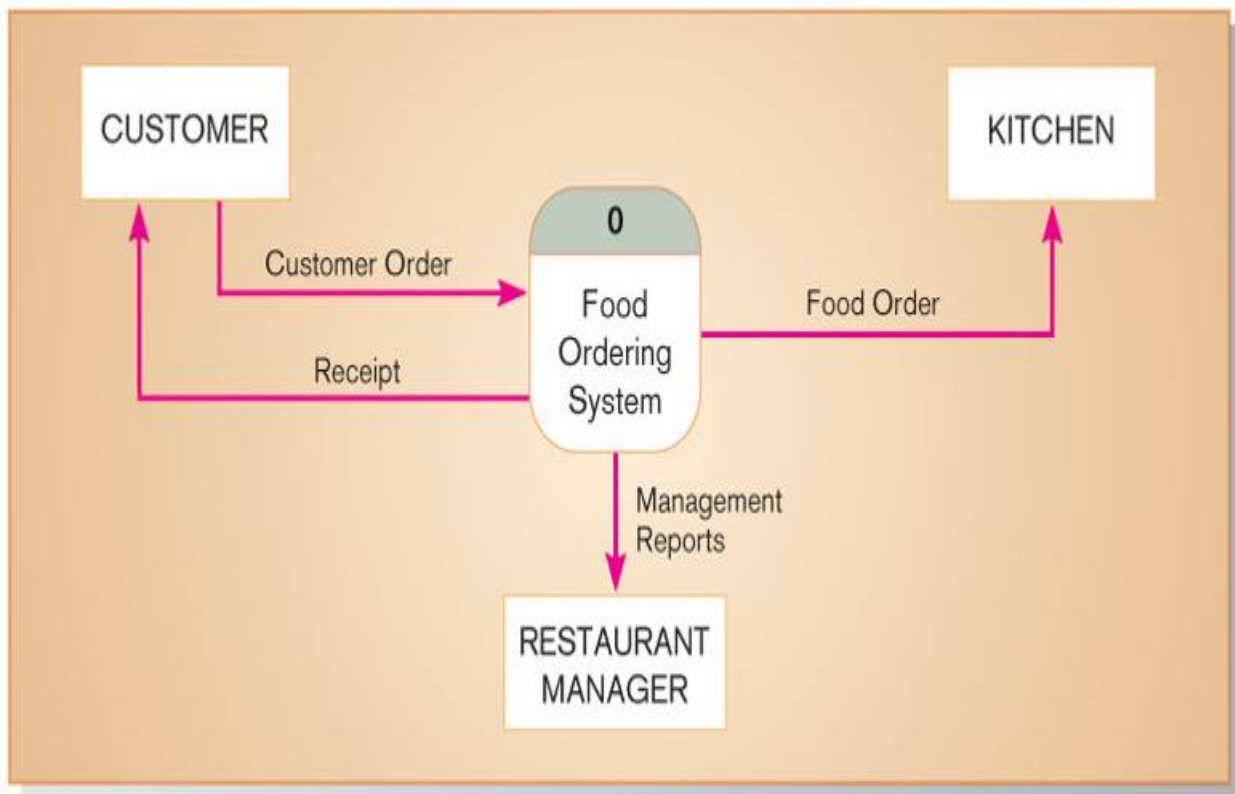 CUSTOMER
KITCHEN
0
Customer Order
Food
Ordering
System
Food Order
Receipt
Management
Reports
RESTAURANT
MANAGER